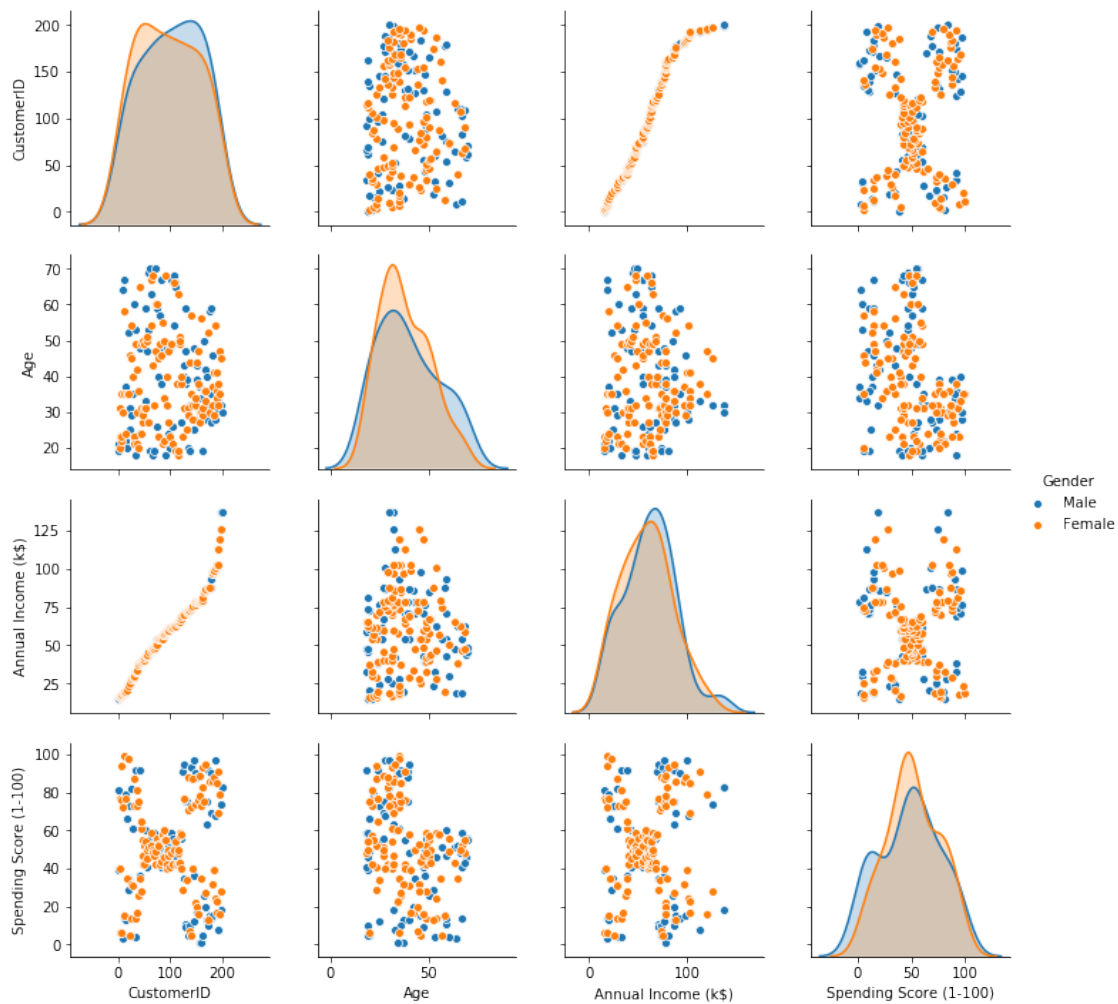 200
150
100
50
0
CustomerID
70
60
50
40
30
20
Age
Gender
Male
Female
125
100
75
50
25
Annual Income (k$)
100
80
60
40
20
0
Spending Score (1-100)
0 100 200
0 50
0 100
0 50 100
CustomerID Age Annual Income (k$) Spending Score (1-100)